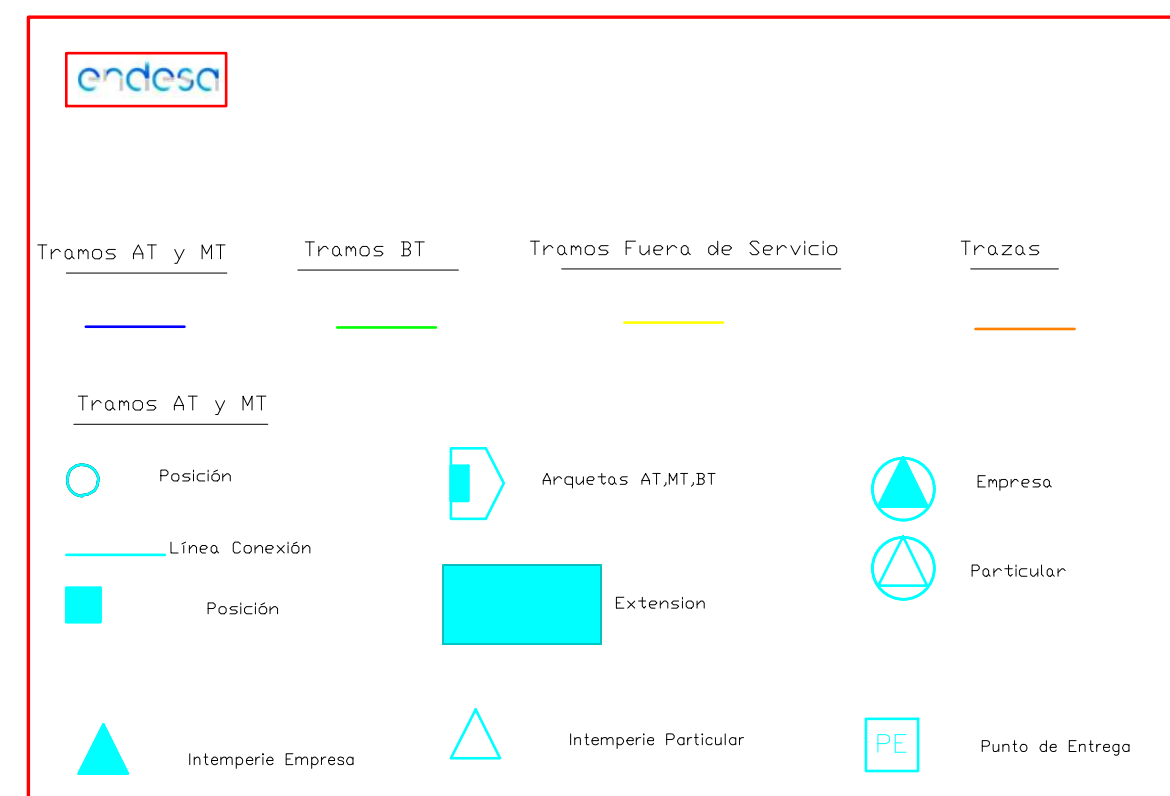 endesa
Tramos AT y MT
Tramos BT
Tramos Fuera de Servicio
Trazas
Tramos AT y MT
Posición
Arquetas AT,MT,BT
Empresa
Línea Conexión
Particular
Posición
Extension
Intemperie Empresa
Intemperie Particular
PE
Punto de Entrega